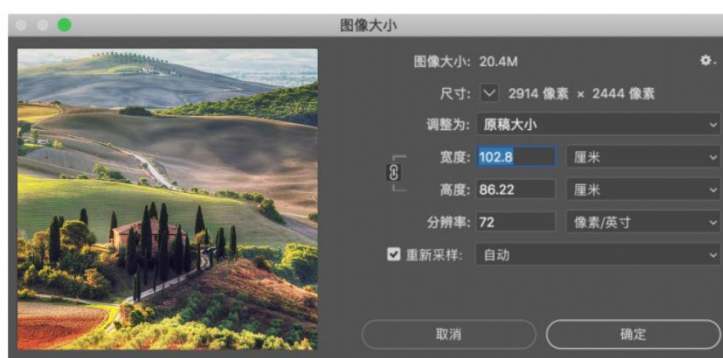 图像大小
图像大小: 20.4M
尺寸: 2914 像素 × 2444 像素
调整为: 原稿大小
宽度: 102.8 厘米
高度: 86.22 厘米
分辨率: 72 像素/英寸
重新采样: 自动
取消 确定